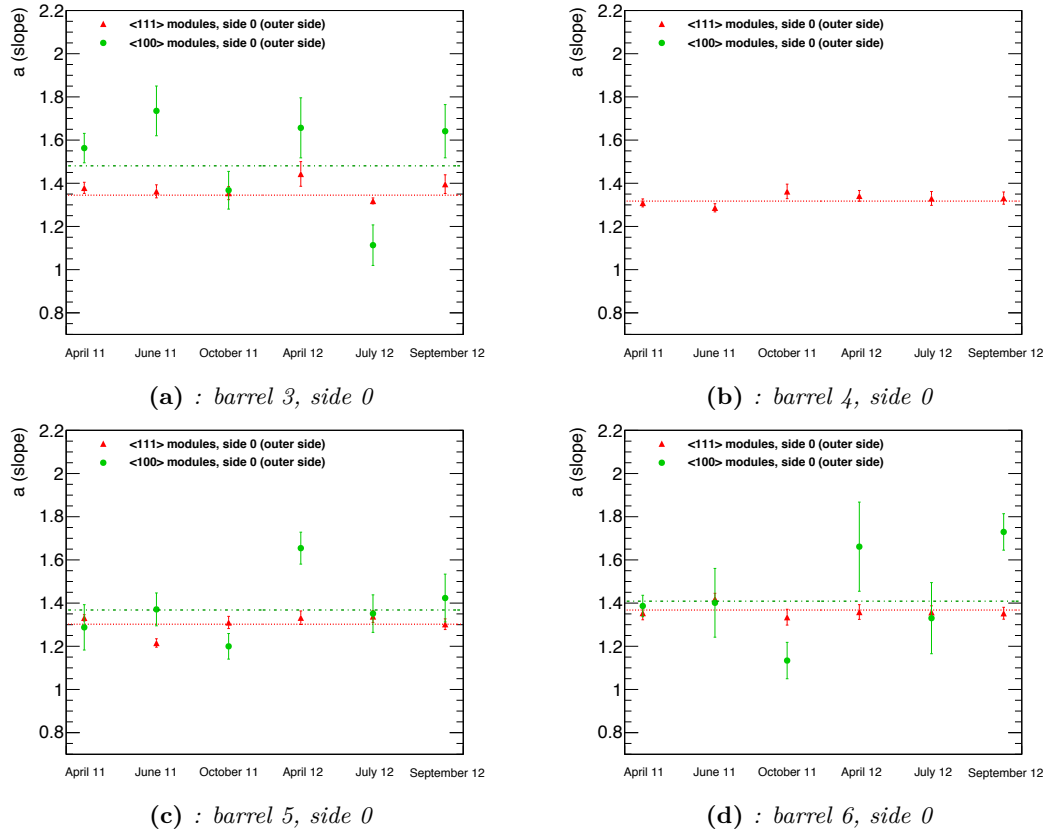 a (slope)
2.2
2
1.8
1.6
1.4
1.2
1
0.8
<111> modules, side 0 (outer side)
<100> modules, side 0 (outer side)
April 11 June 11 October 11 April 12 July 12 September 12
(a) : barrel 3, side 0
a (slope)
2.2
2
1.8
1.6
1.4
1.2
1
0.8
<111> modules, side 0 (outer side)
<100> modules, side 0 (outer side)
April 11 June 11 October 11 April 12 July 12 September 12
(b) : barrel 4, side 0
a (slope)
2.2
2
1.8
1.6
1.4
1.2
1
0.8
<111> modules, side 0 (outer side)
<100> modules, side 0 (outer side)
April 11 June 11 October 11 April 12 July 12 September 12
(c) : barrel 5, side 0
a (slope)
2.2
2
1.8
1.6
1.4
1.2
1
0.8
<111> modules, side 0 (outer side)
<100> modules, side 0 (outer side)
April 11 June 11 October 11 April 12 July 12 September 12
(d) : barrel 6, side 0